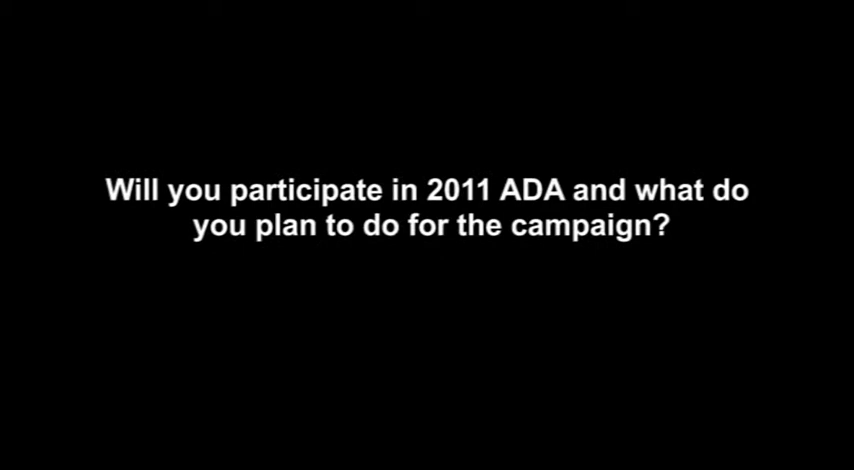 Will you participate in 2011 ADA and what do
you plan to do for the campaign?